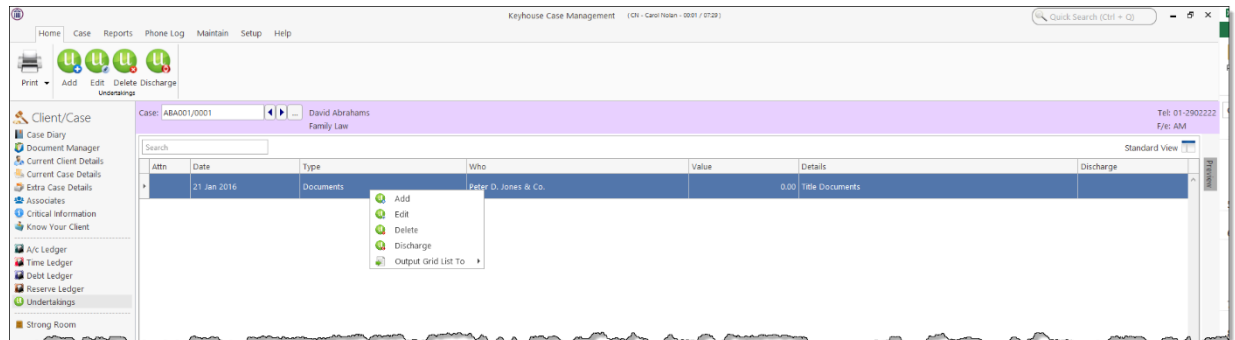 Keyhouse Case Management (CN - Carol Nolan - 0001 / 0728)
Quick Search (Ctrl + Q)
Home Case Reports Phone Log Maintain Setup Help
Print Add Edit Delete Discharge
Undertakings
Client/Case
Case Diary
Document Manager
Current Client Details
Current Case Details
Extra Case Details
Associates
Critical Information
Know Your Client
A/c Ledger
Time Ledger
Debt Ledger
Reserve Ledger
Undertakings
Strong Room
Case: ABA001/0001 ... David Abrahams Tel: 01-2902222
Family Law F/e: AM
Search Standard View
Attn Date Type Who Value Details Discharge
21 Jan 2016 Documents Peter D. Jones & Co. 0.00 Title Documents
Add
Edit
Delete
Discharge
Output Grid List To
Preview